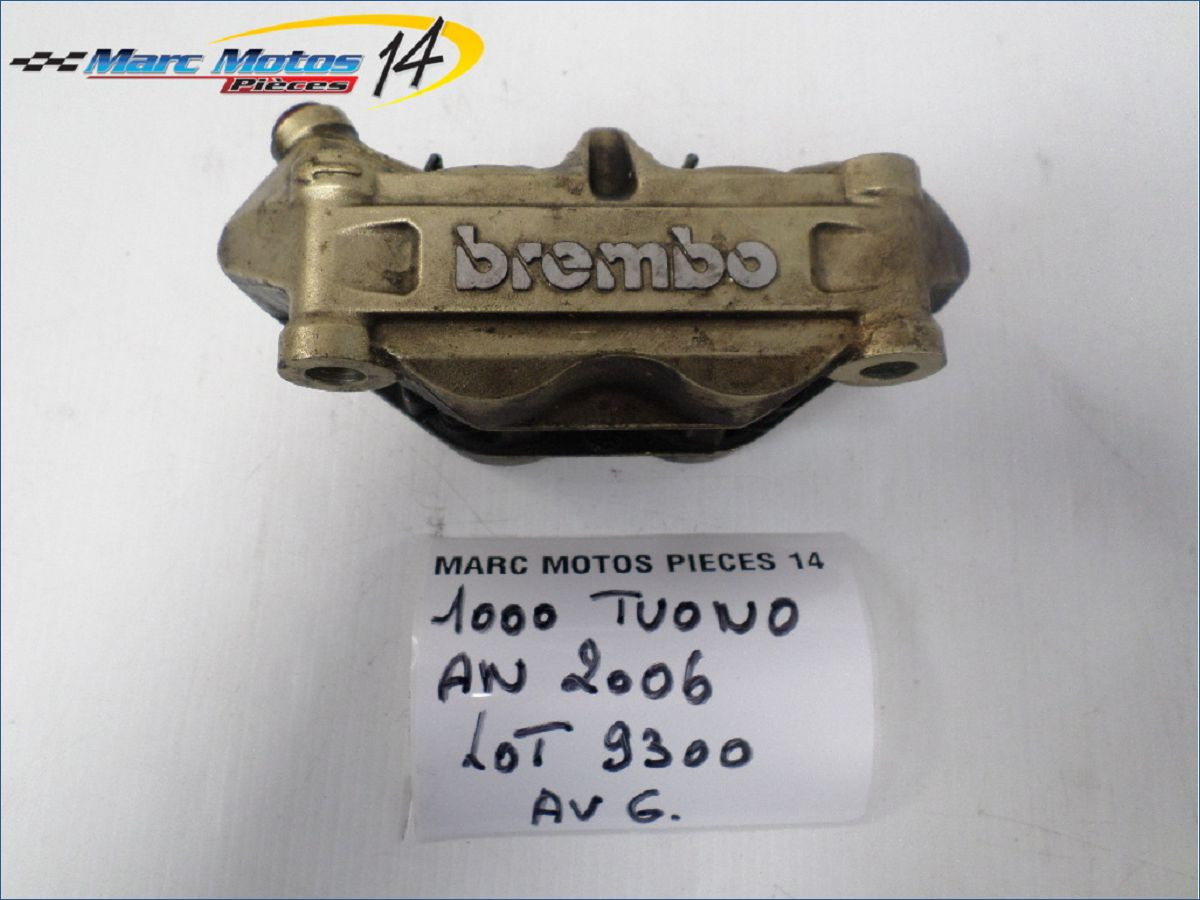 Marc Motos 14
Pièces
brembo
MARC MOTOS PIECES 14
1000 TUONO
AN 2006
LOT 9300
AV G.